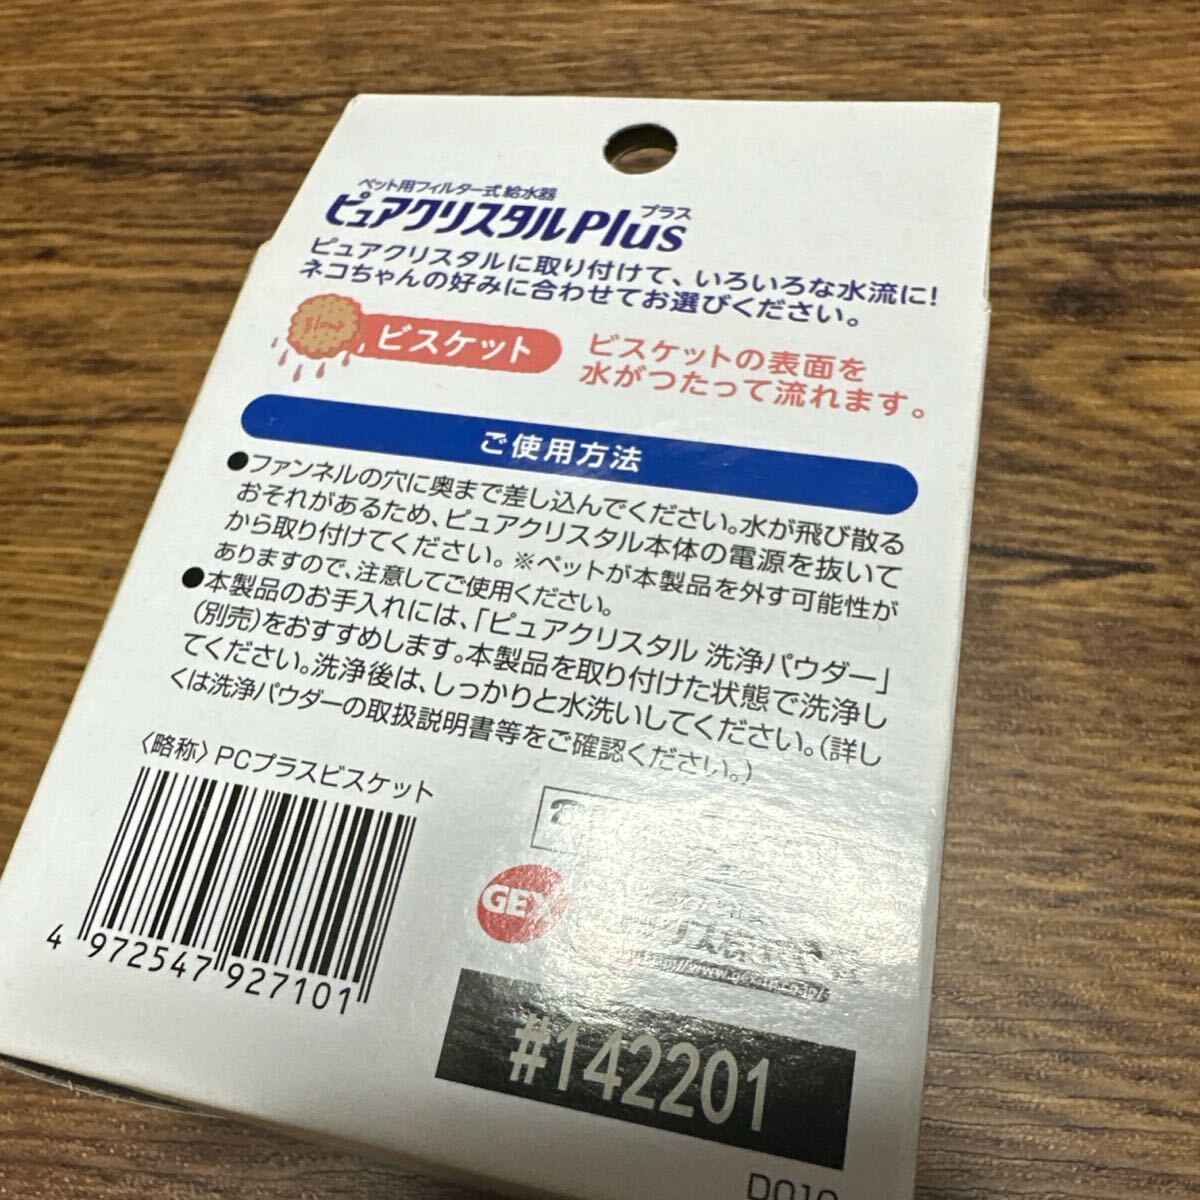 ペット用フィルター式給水器
ピュアクリスタルPlus
プラス
ピュアクリスタルに取り付けて、いろいろな水流に!
ネコちゃんの好みに合わせてお選びください。
ビスケット
ビスケットの表面を
水がつたって流れます。
ご使用方法
●ファンネルの穴に奥まで差し込んでください。水が飛び散る
おそれがあるため、ピュアクリスタル本体の電源を抜いて
から取り付けてください。※ペットが本製品を外す可能性が
ありますので、注意してご使用ください。
●本製品のお手入れには、「ピュアクリスタル 洗浄パウダー」
(別売)をおすすめします。本製品を取り付けた状態で洗浄し
てください。洗浄後は、しっかりと水洗いしてください。(詳し
くは洗浄パウダーの取扱説明書等をご確認ください。)
〈略称〉PCプラスビスケット
4 972547 927101
GEX
#142201